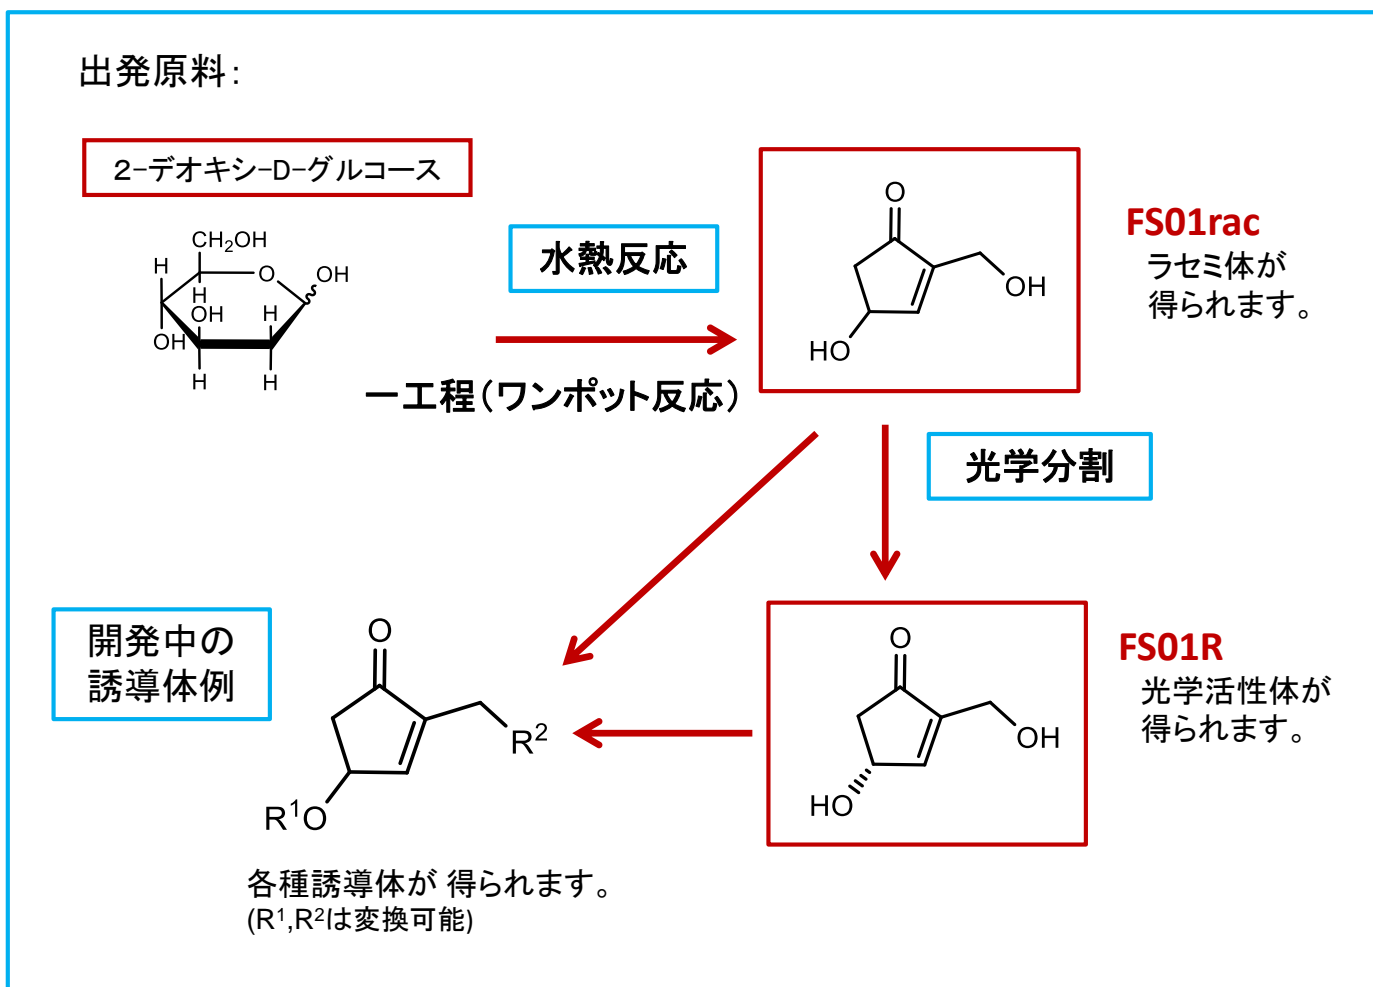 出発原料:
2-デオキシ-D-グルコース
CH₂OH
H
O
OH
H
OH
H
OH
H
H
水熱反応
一工程(ワンポット反応)
O
OH
HO
FS01rac
ラセミ体が
得られます。
光学分割
開発中の
誘導体例
O
R²
R¹O
各種誘導体が 得られます。
(R¹,R²は変換可能)
O
OH
HO
FS01R
光学活性体が
得られます。